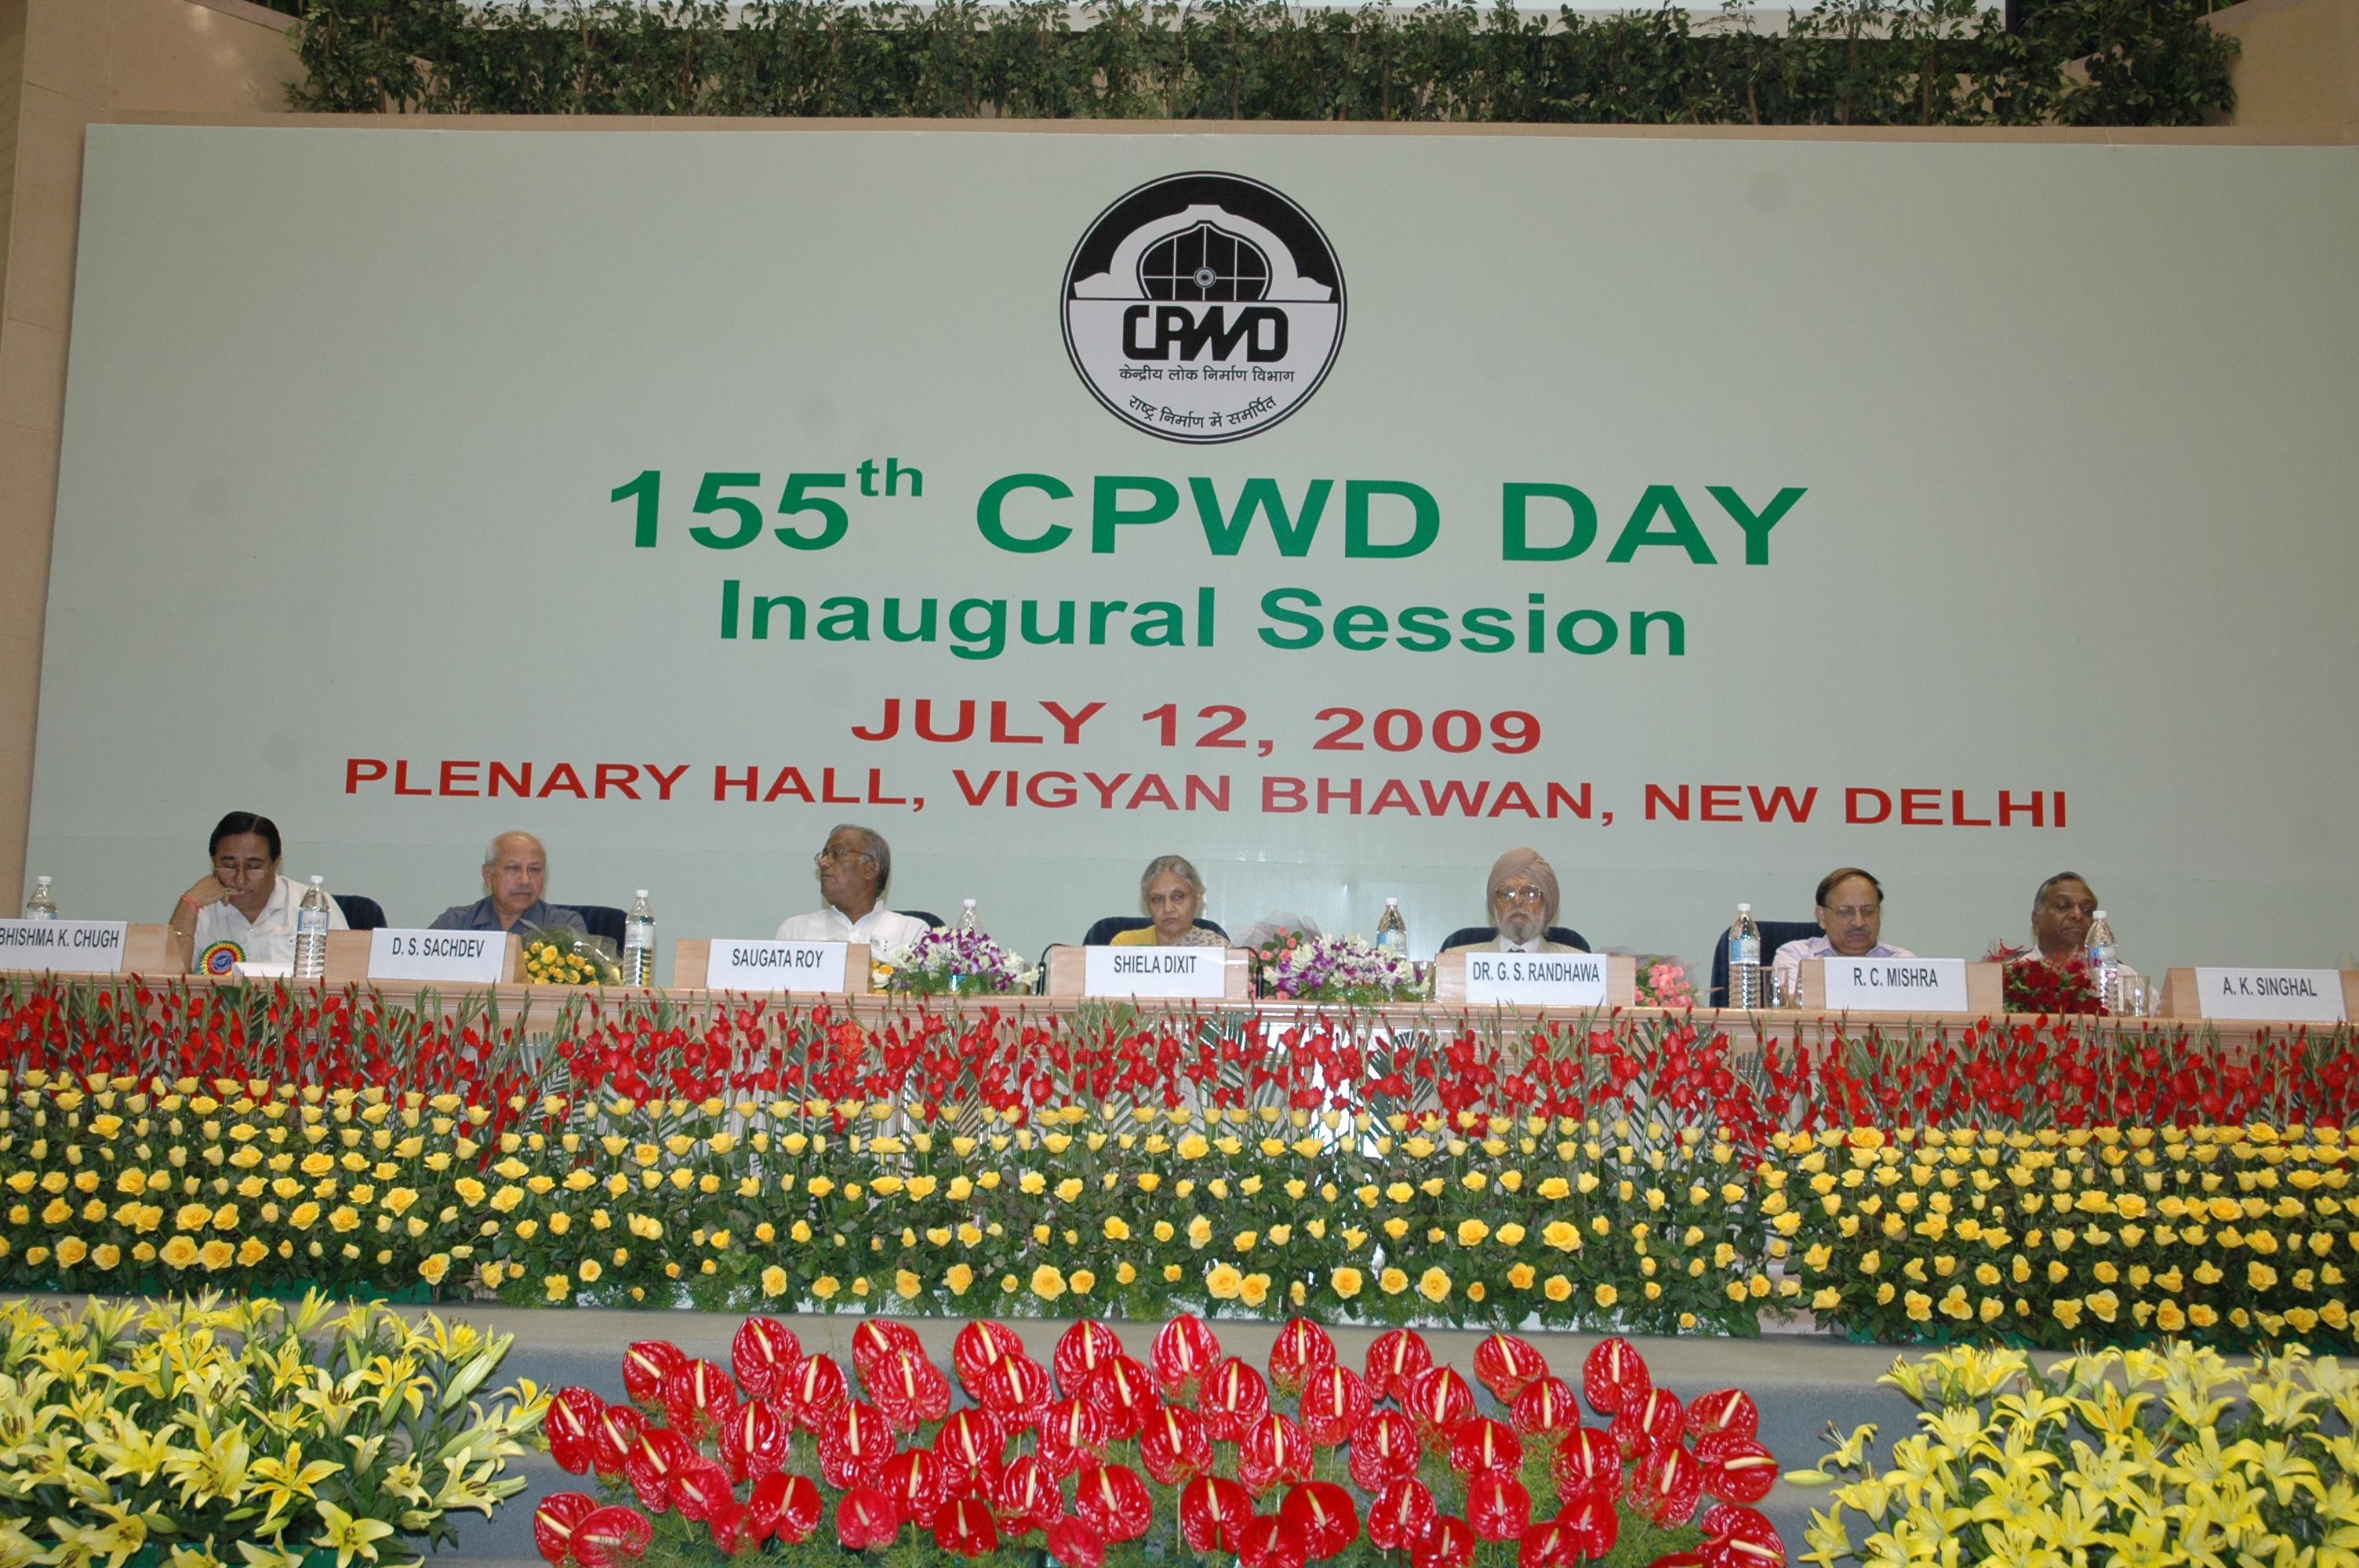 CPWD
केन्द्रीय लोक निर्माण विभाग
राष्ट्र निर्माण में समर्पित
155th CPWD DAY
Inaugural Session
JULY 12, 2009
PLENARY HALL, VIGYAN BHAWAN, NEW DELHI
BHISHMA K. CHUGH
D. S. SACHDEV
SAUGATA ROY
SHIELA DIXIT
DR. G. S. RANDHAWA
R. C. MISHRA
A. K. SINGHAL